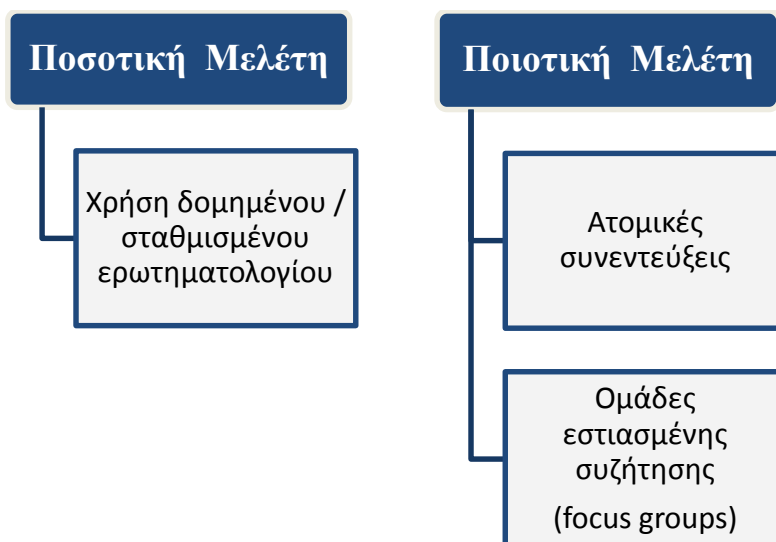 Ποσοτική Μελέτη
Χρήση δομημένου /
σταθμισμένου
ερωτηματολογίου
Ποιοτική Μελέτη
Ατομικές
συνεντεύξεις
Ομάδες
εστιασμένης
συζήτησης
(focus groups)